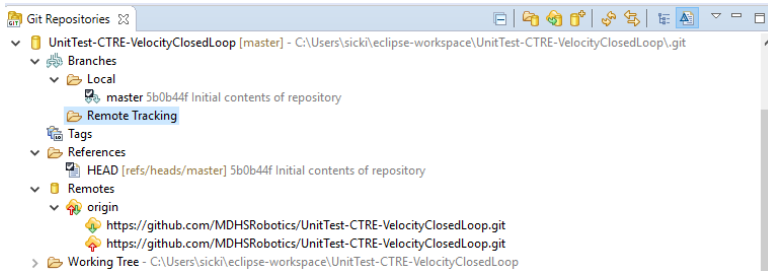 Git Repositories
UnitTest-CTRE-VelocityClosedLoop [master] - C:\Users\sicki\eclipse-workspace\UnitTest-CTRE-VelocityClosedLoop\.git
Branches
Local
master 5b0b44f Initial contents of repository
Remote Tracking
Tags
References
HEAD [refs/heads/master] 5b0b44f Initial contents of repository
Remotes
origin
https://github.com/MDHSRobotics/UnitTest-CTRE-VelocityClosedLoop.git
https://github.com/MDHSRobotics/UnitTest-CTRE-VelocityClosedLoop.git
Working Tree - C:\Users\sicki\eclipse-workspace\UnitTest-CTRE-VelocityClosedLoop